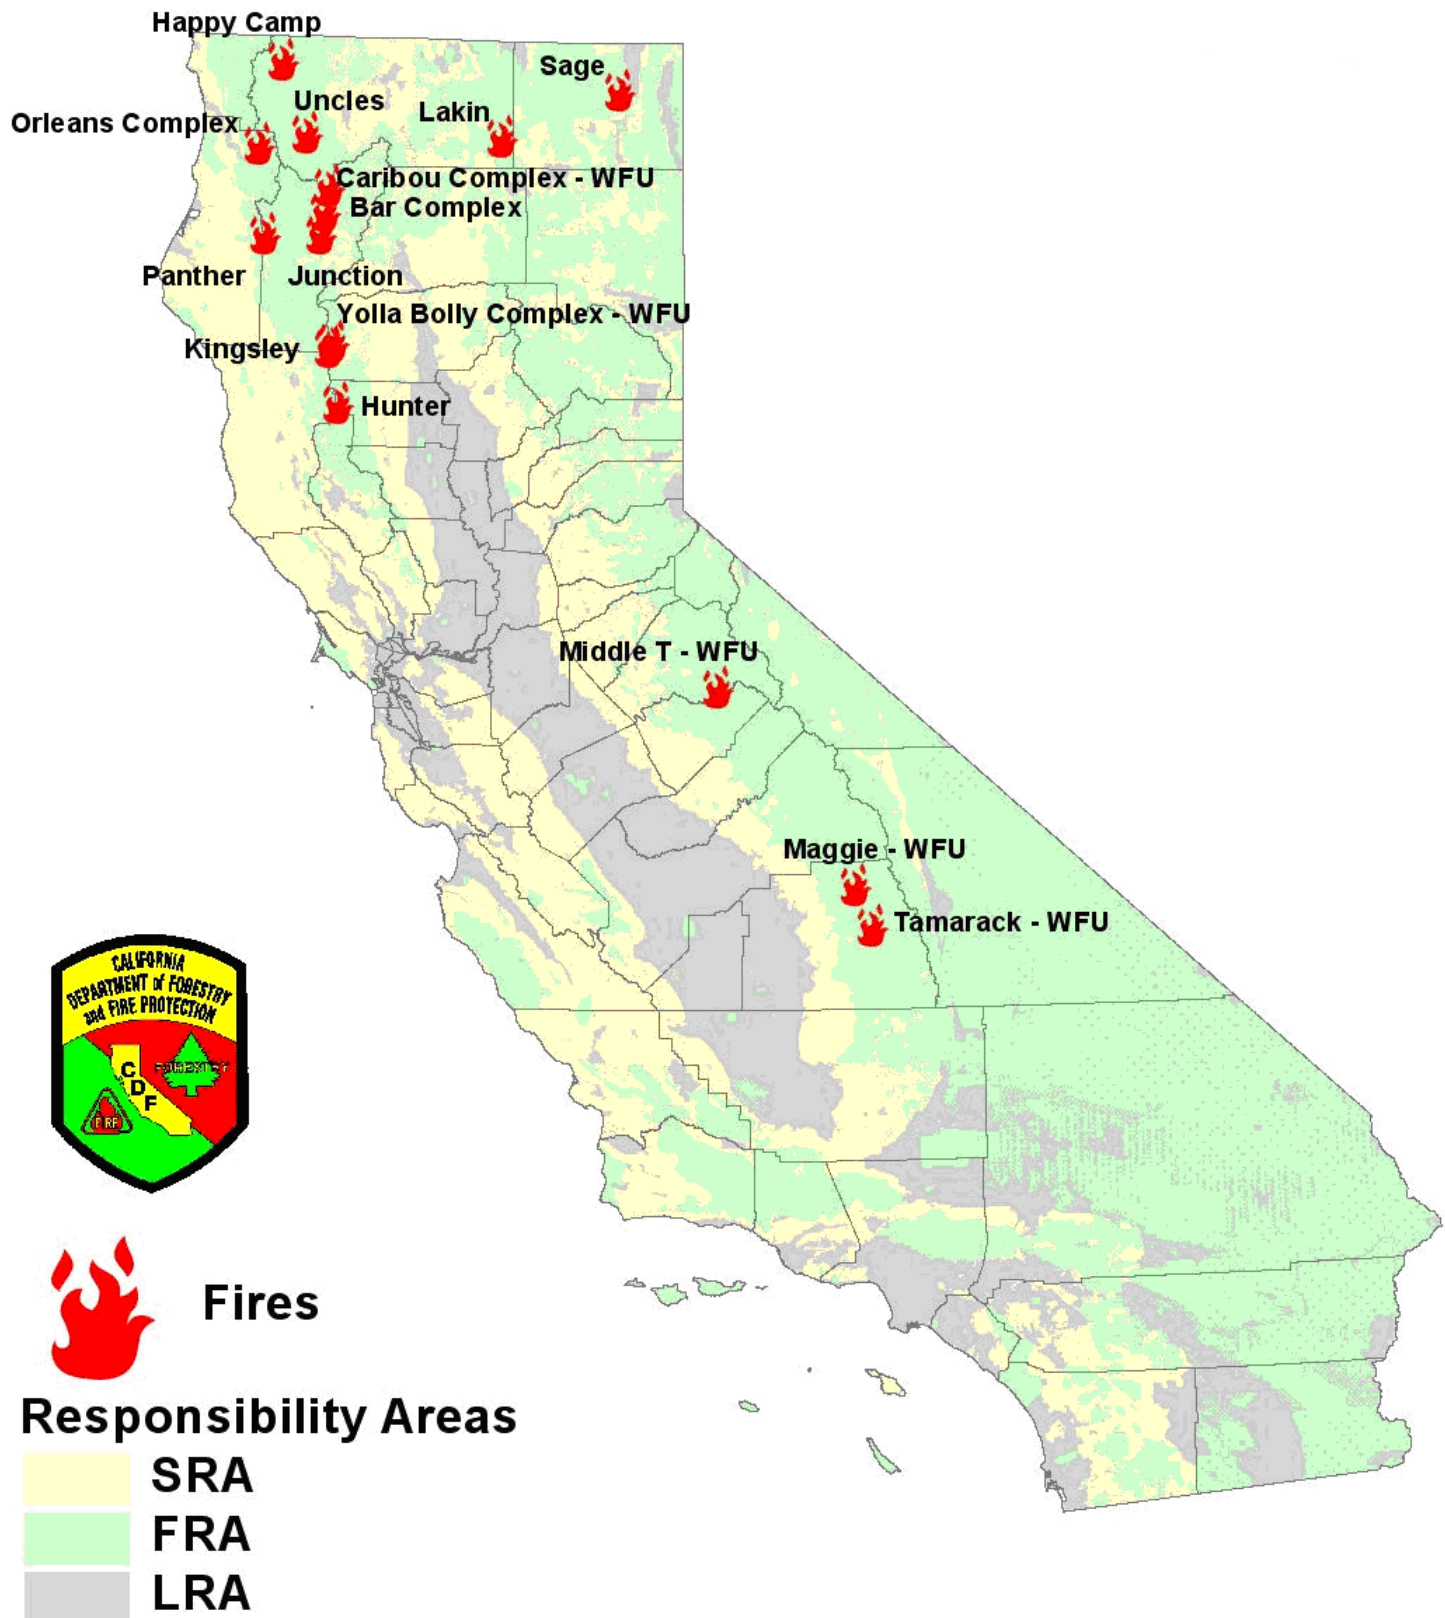 Happy Camp
Sage
Uncles
Lakin
Orleans Complex
Caribou Complex - WFU
Bar Complex
Panther
Junction
Yolla Bolly Complex - WFU
Kingsley
Hunter
Middle T - WFU
Maggie - WFU
Tamarack - WFU
CALIFORNIA
DEPARTMENT of FORESTRY
and FIRE PROTECTION
CDF
FORESTRY
FIRE
Fires
Responsibility Areas
SRA
FRA
LRA